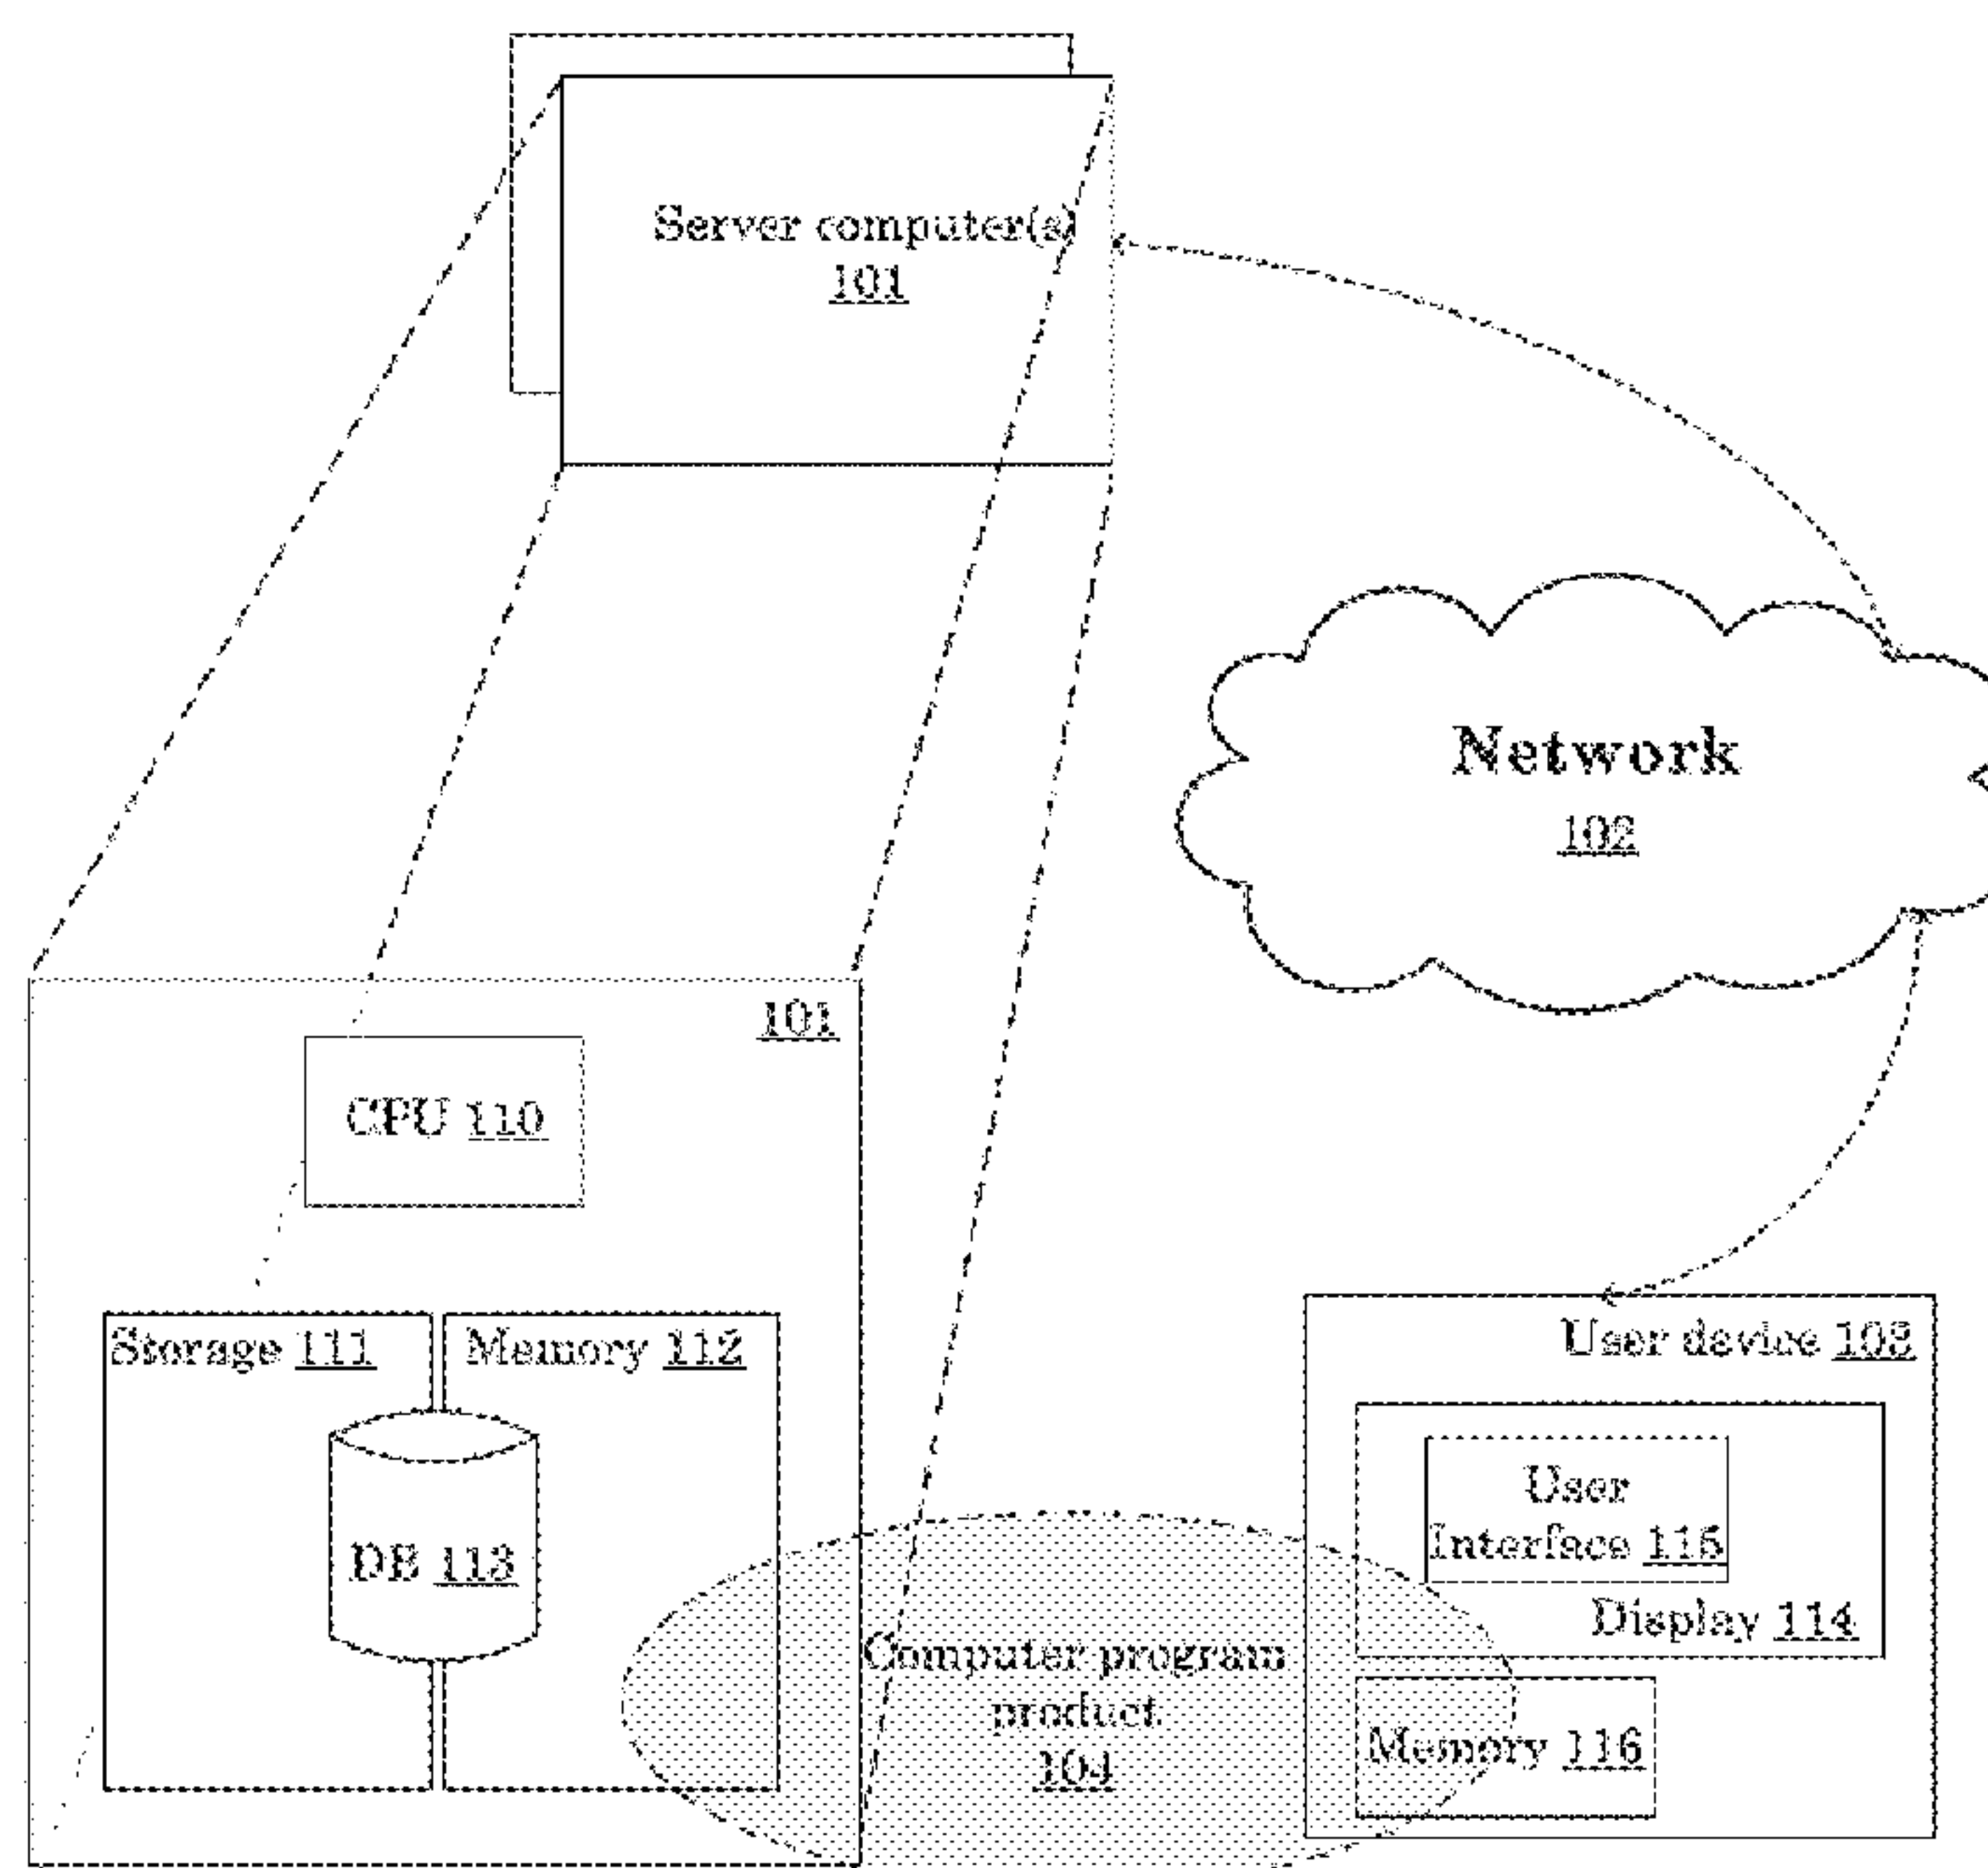 Server computer(s)
101
Network
102
101
CPU 110
Storage 111
Memory 112
DB 113
User device 103
User
Interface 115
Display 114
Computer program
product
104
Memory 116